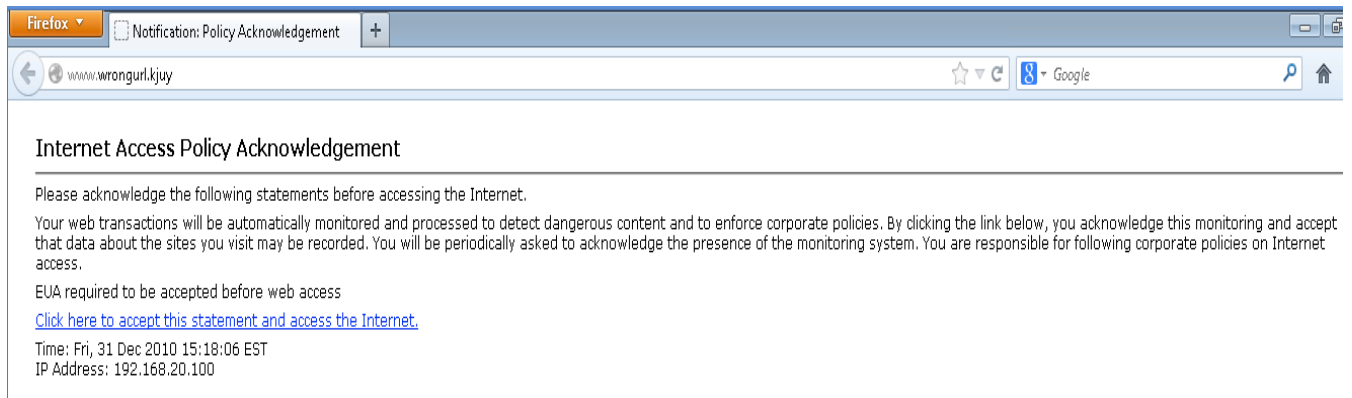 Firefox
Notification: Policy Acknowledgement
+
www.wrongurl.kjuy
8
Google
Internet Access Policy Acknowledgement
Please acknowledge the following statements before accessing the Internet.
Your web transactions will be automatically monitored and processed to detect dangerous content and to enforce corporate policies. By clicking the link below, you acknowledge this monitoring and accept
that data about the sites you visit may be recorded. You will be periodically asked to acknowledge the presence of the monitoring system. You are responsible for following corporate policies on Internet
access.
EUA required to be accepted before web access
Click here to accept this statement and access the Internet.
Time: Fri, 31 Dec 2010 15:18:06 EST
IP Address: 192.168.20.100